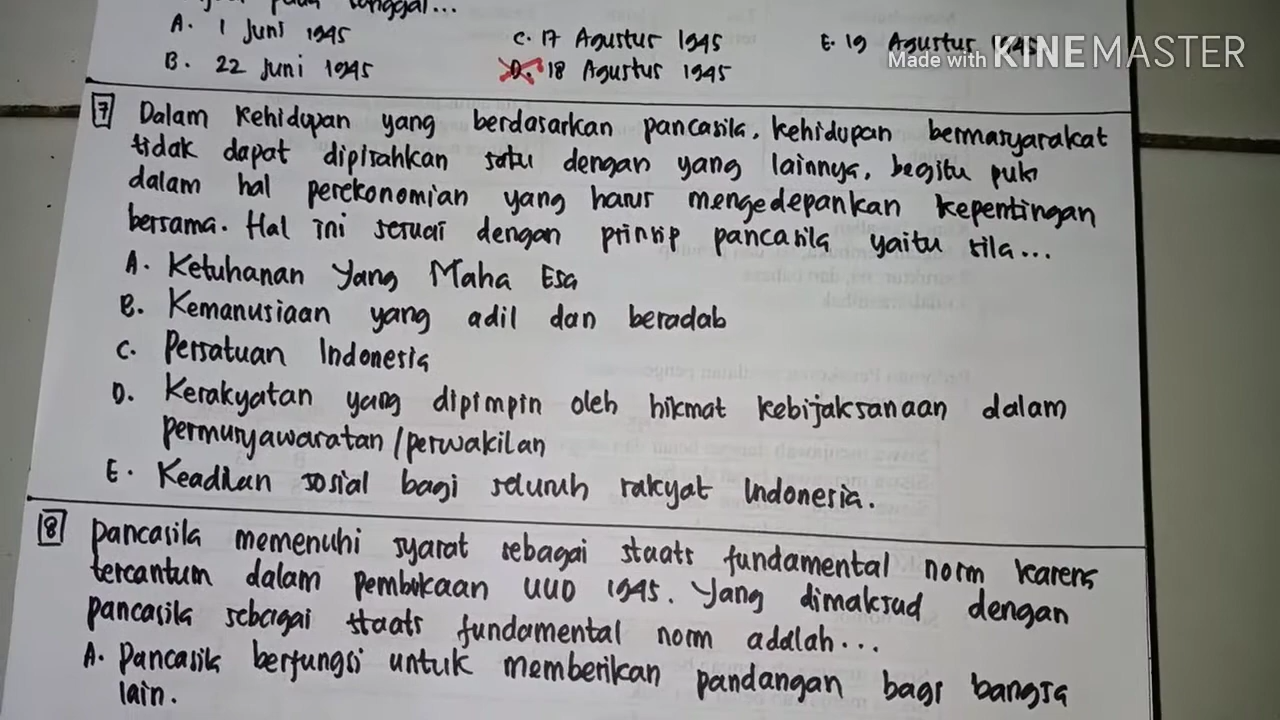 tanggal...
A. 1 Juni 1945
C. 17 Agustus 1945
E. 19 Agustus 1945
B. 22 Juni 1945
D. 18 Agustus 1945
Made with KINEMASTER
7 Dalam kehidupan yang berdasarkan pancasila, kehidupan bermasyarakat
tidak dapat dipisahkan satu dengan yang lainnya, begitu pula
dalam hal perekonomian yang harus mengedepankan kepentingan
bersama. Hal ini sesuai dengan prinsip pancasila yaitu sila...
A. Ketuhanan Yang Maha Esa
B. Kemanusiaan yang adil dan beradab
C. Persatuan Indonesia
D. Kerakyatan yang dipimpin oleh hikmat kebijaksanaan dalam
permusyawaratan/perwakilan
E. Keadilan sosial bagi seluruh rakyat Indonesia.
8 Pancasila memenuhi syarat sebagai staats fundamental norm karena
tercantum dalam pembukaan UUD 1945. Yang dimaksud dengan
pancasila sebagai staats fundamental norm adalah...
A. Pancasila berfungsi untuk memberikan pandangan bagi bangsa
lain.